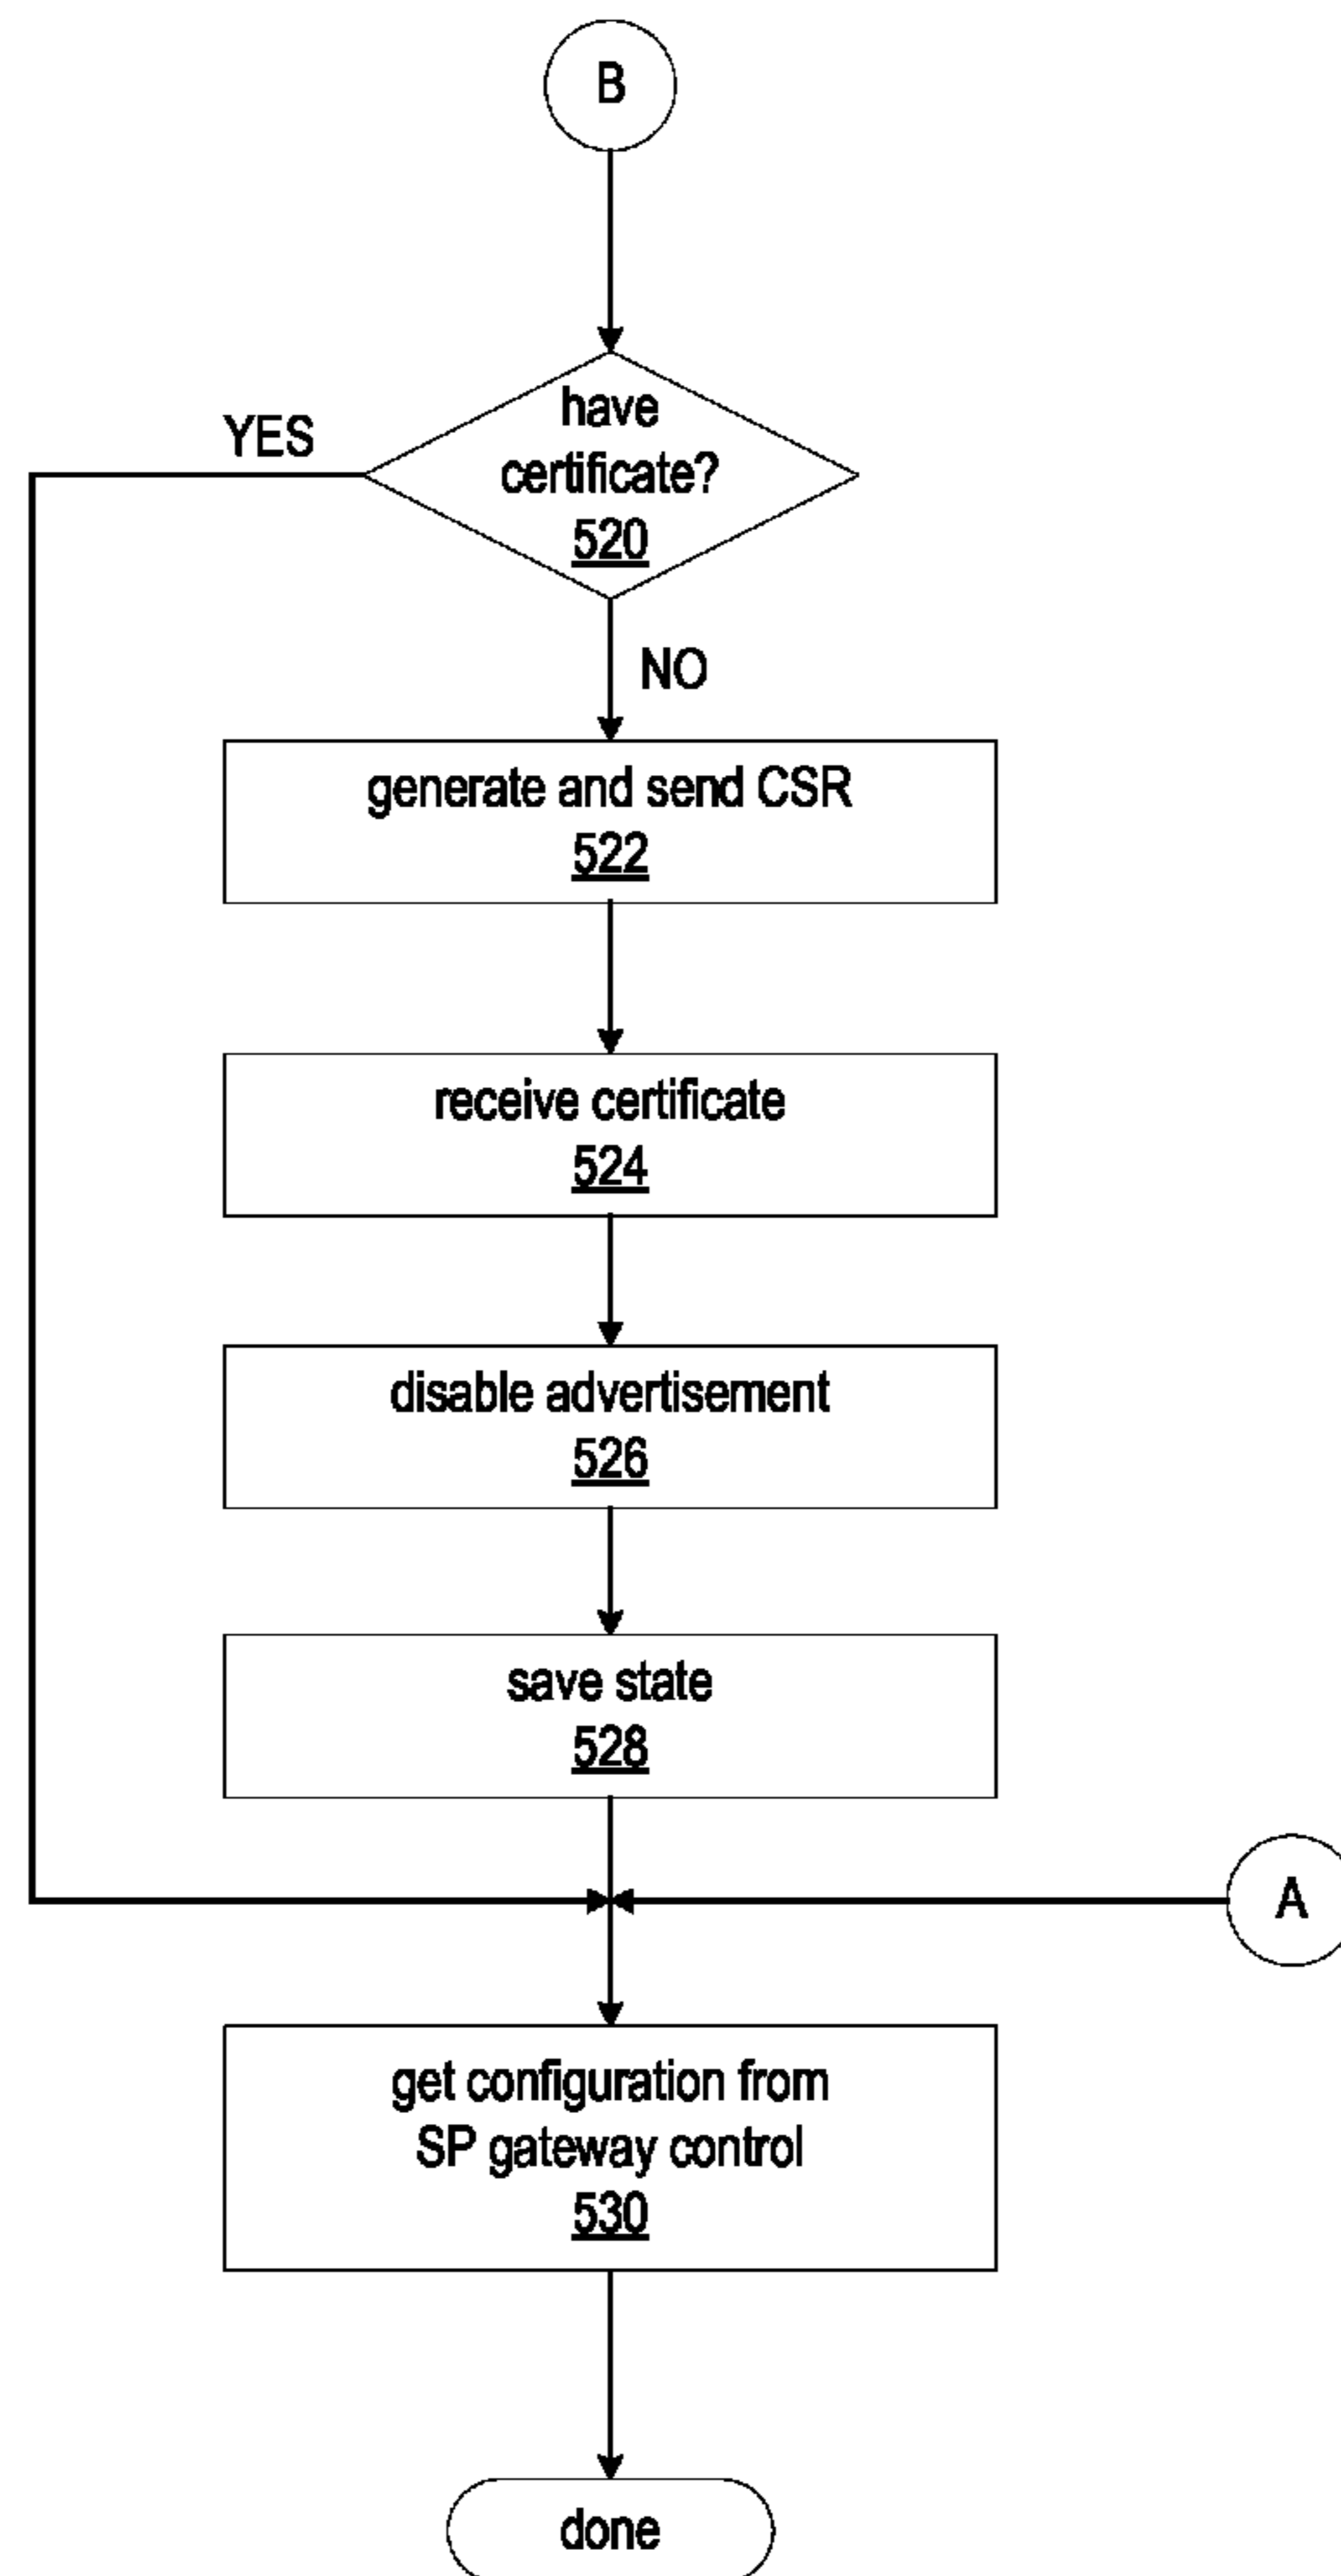 B
have
certificate?
520
YES
NO
generate and send CSR
522
receive certificate
524
disable advertisement
526
save state
528
A
get configuration from
SP gateway control
530
done